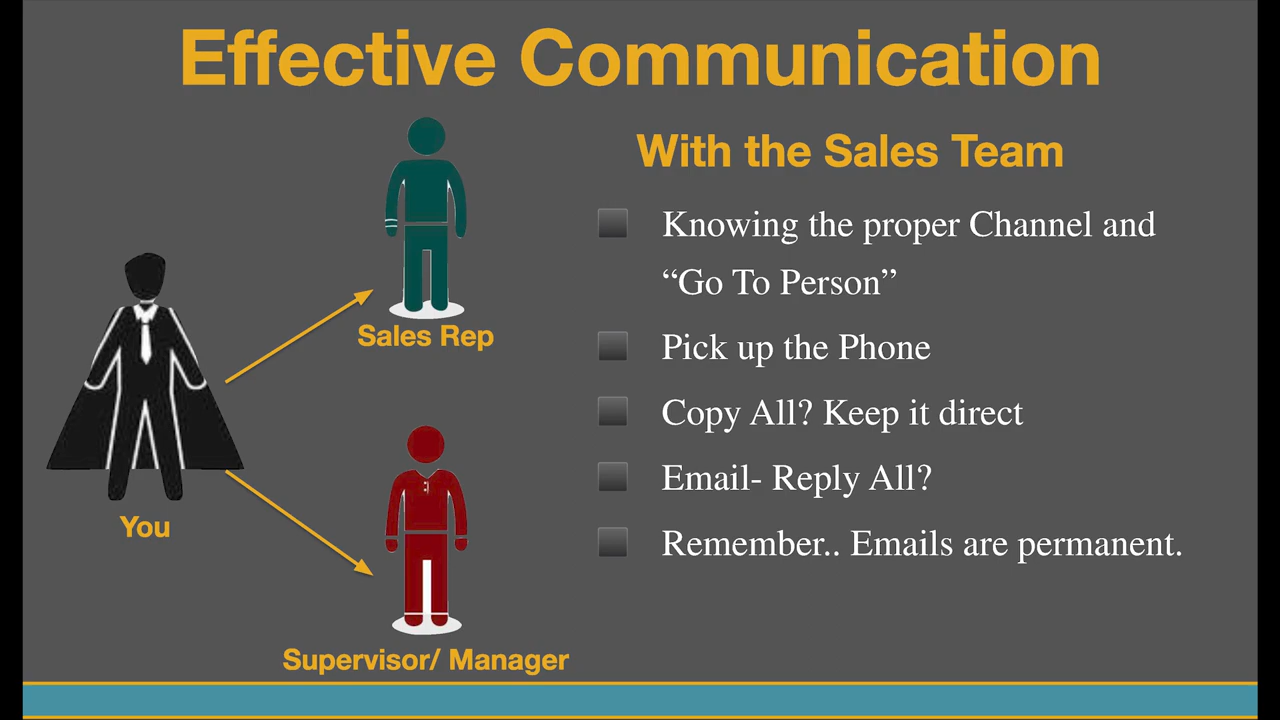 Effective Communication
With the Sales Team
Knowing the proper Channel and
“Go To Person”
Pick up the Phone
Copy All? Keep it direct
Email- Reply All?
Remember.. Emails are permanent.
Sales Rep
You
Supervisor/ Manager